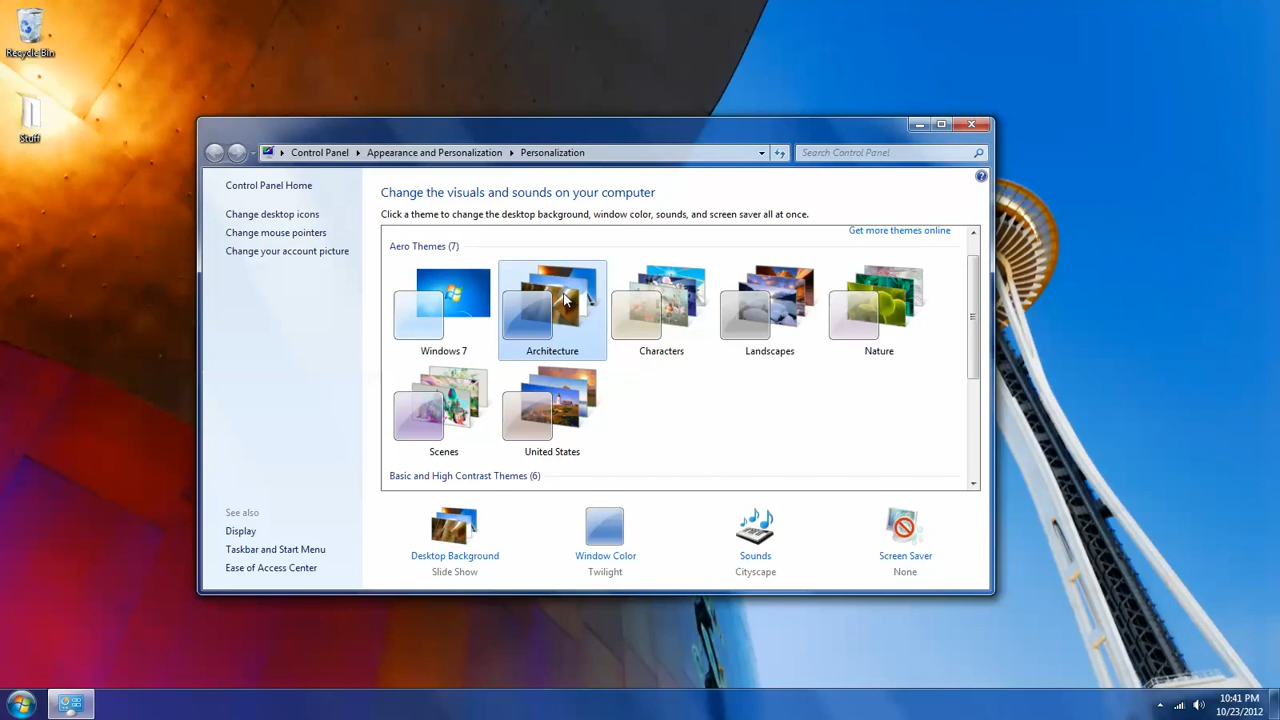 Recycle Bin
Stuff
Control Panel Appearance and Personalization Personalization
Search Control Panel
Control Panel Home
Change desktop icons
Change mouse pointers
Change your account picture
See also
Display
Taskbar and Start Menu
Ease of Access Center
Change the visuals and sounds on your computer
Click a theme to change the desktop background, window color, sounds, and screen saver all at once.
Get more themes online
Aero Themes (7)
Windows 7 Architecture Characters Landscapes Nature
Scenes United States
Basic and High Contrast Themes (6)
Desktop Background Window Color Sounds Screen Saver
Slide Show Twilight Cityscape None
10:41 PM
10/23/2012